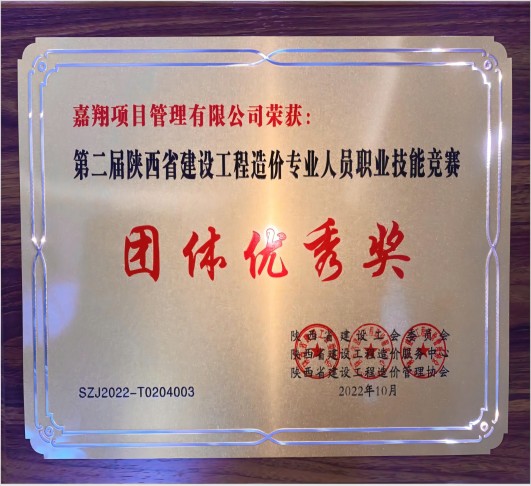 嘉翔项目管理有限公司荣获：
第二届陕西省建设工程造价专业人员职业技能竞赛
团体优秀奖
陕西省建设工会委员会
陕西省建设工程造价服务中心
陕西省建设工程造价管理协会
SZJ2022-T0204003
2022年10月